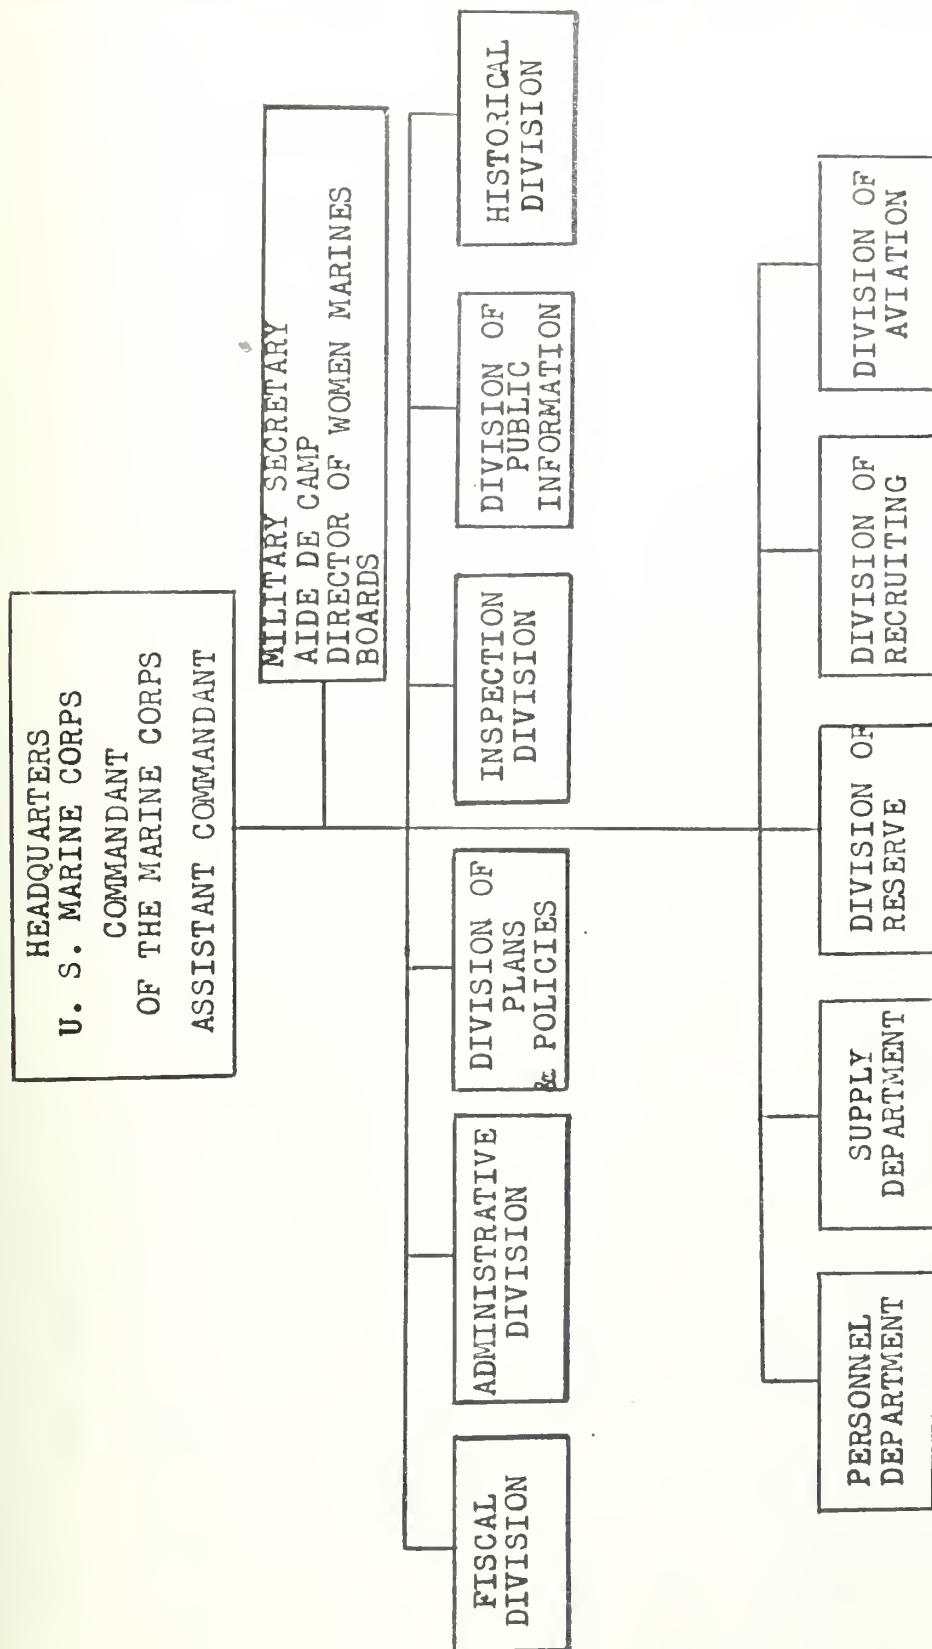 HEADQUARTERS
U. S. MARINE CORPS
COMMANDANT
OF THE MARINE CORPS
ASSISTANT COMMANDANT
MILITARY SECRETARY
AIDE DE CAMP
DIRECTOR OF WOMEN MARINES
BOARDS
FISCAL
DIVISION
ADMINISTRATIVE
DIVISION
DIVISION OF
PLANS
& POLICIES
INSPECTION
DIVISION
DIVISION OF
PUBLIC
INFORMATION
HISTORICAL
DIVISION
PERSONNEL
DEPARTMENT
SUPPLY
DEPARTMENT
DIVISION OF
RESERVE
DIVISION OF
RECRUITING
DIVISION OF
AVIATION